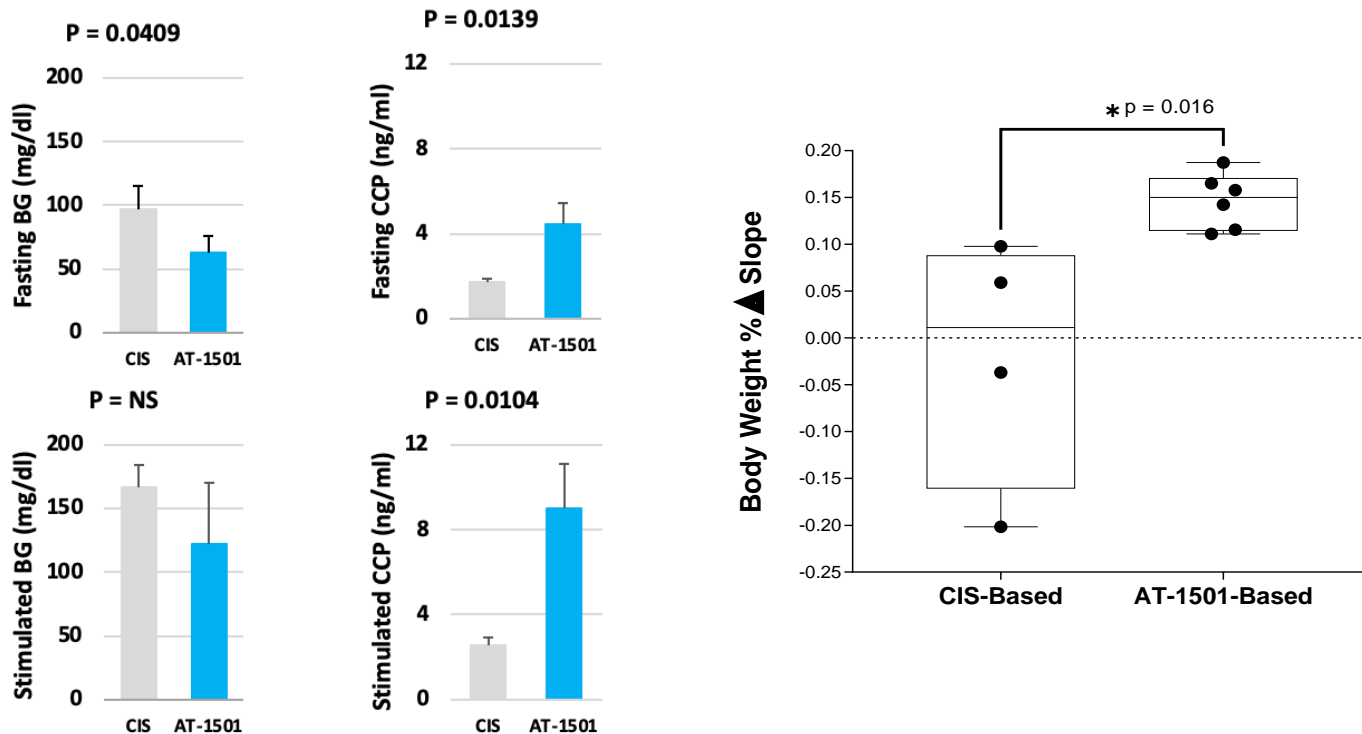 P = 0.0409
Fasting BG (mg/dl)
200
150
100
50
0
CIS AT-1501
P = 0.0139
Fasting CCP (ng/ml)
12
8
4
0
CIS AT-1501
P = NS
Stimulated BG (mg/dl)
200
150
100
50
0
CIS AT-1501
P = 0.0104
Stimulated CCP (ng/ml)
12
8
4
0
CIS AT-1501
* p = 0.016
Body Weight % ▲ Slope
0.20
0.15
0.10
0.05
0.00
-0.05
-0.10
-0.15
-0.20
-0.25
CIS-Based AT-1501-Based